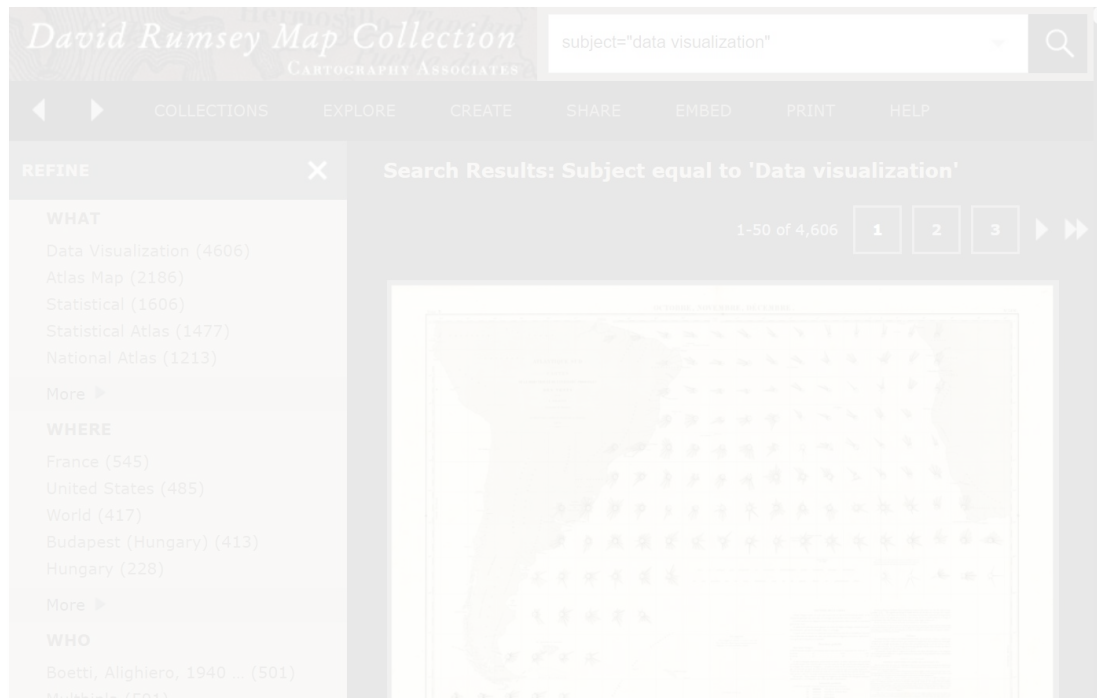 David Rumsey Map Collection
CARTOGRAPHY ASSOCIATES
subject="data visualization"
COLLECTIONS EXPLORE CREATE SHARE EMBED PRINT HELP
REFINE
Search Results: Subject equal to 'Data visualization'
1-50 of 4,606 1 2 3
WHAT
Data Visualization (4606)
Atlas Map (2186)
Statistical (1606)
Statistical Atlas (1477)
National Atlas (1213)
More
WHERE
France (545)
United States (485)
World (417)
Budapest (Hungary) (413)
Hungary (228)
More
WHO
Boetti, Alighiero, 1940 ... (501)